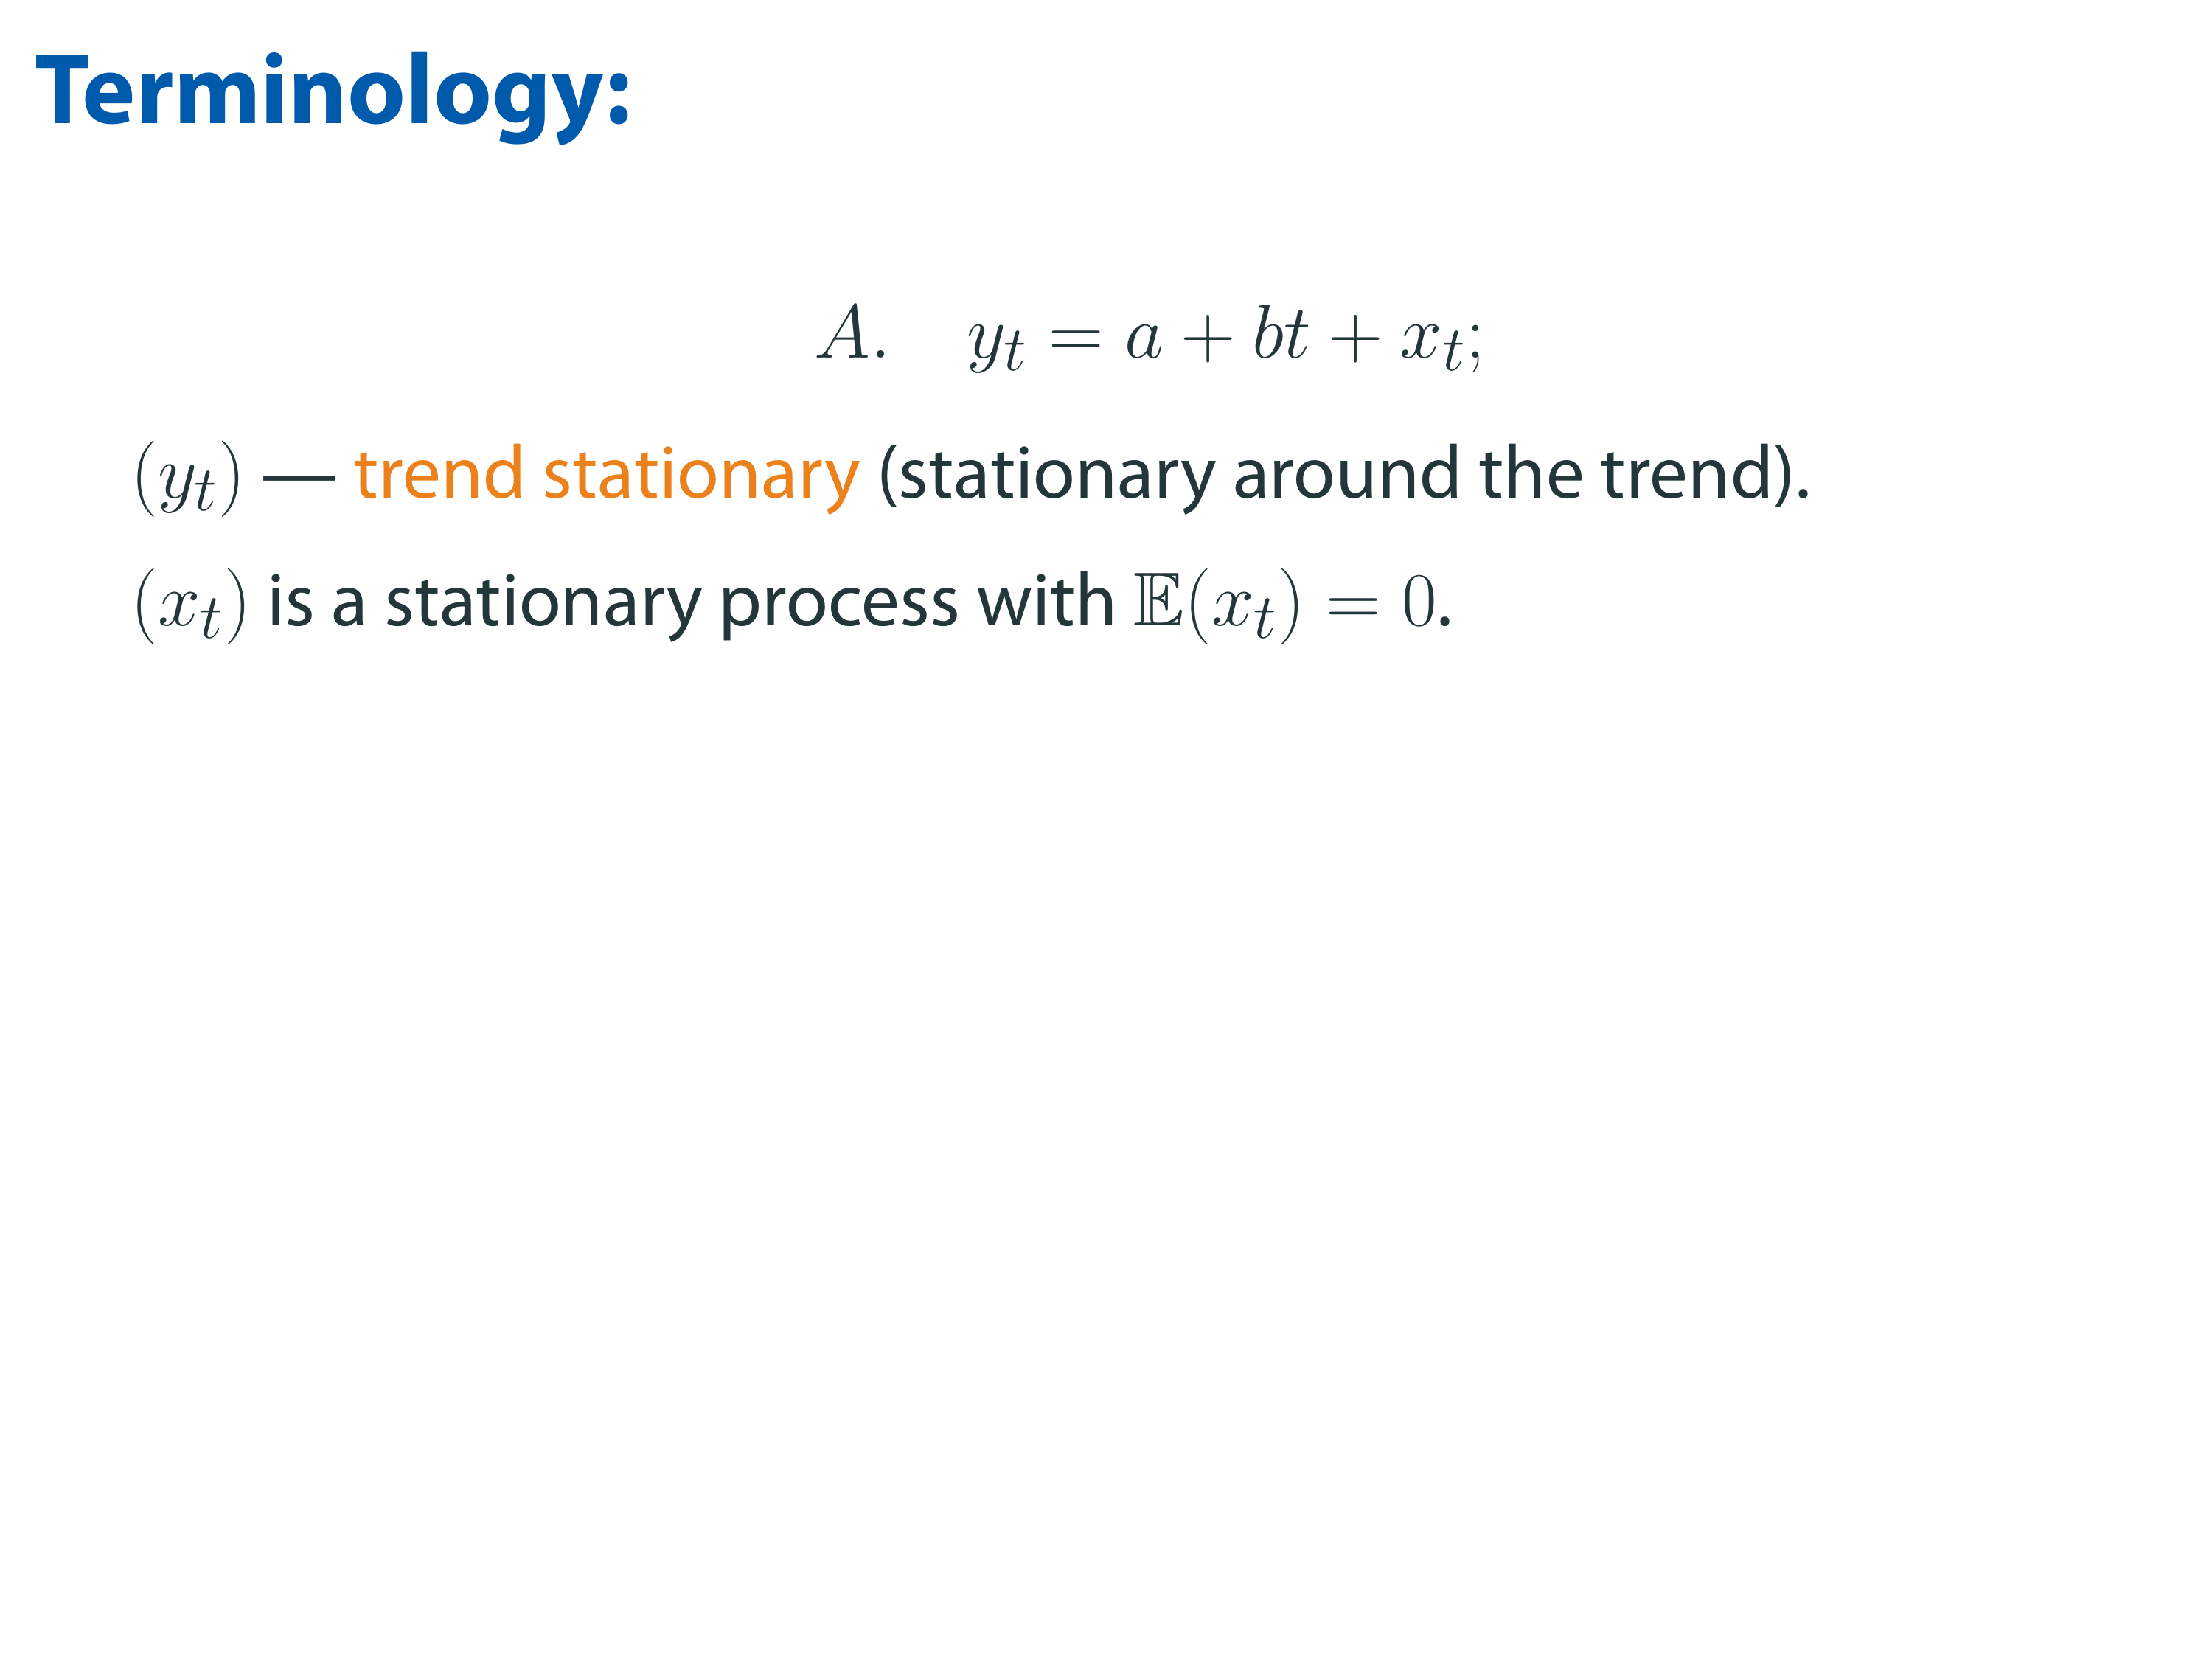 Terminology:
A. y_t = a + bt + x_t;
(y_t) — trend stationary (stationary around the trend).
(x_t) is a stationary process with 𝔼(x_t) = 0.